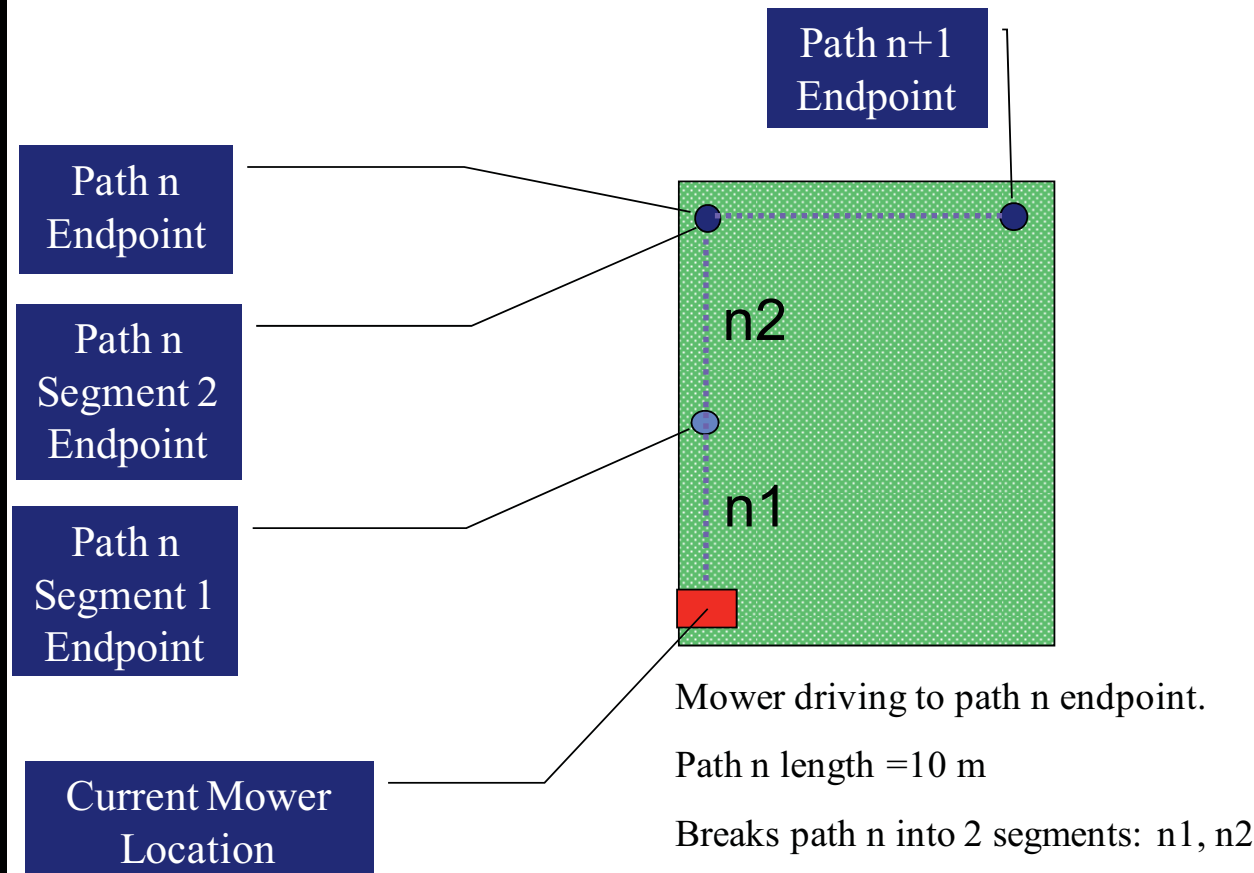 Path n+1
Endpoint
Path n
Endpoint
Path n
Segment 2
Endpoint
n2
Path n
Segment 1
Endpoint
n1
Current Mower
Location
Mower driving to path n endpoint.
Path n length =10 m
Breaks path n into 2 segments: n1, n2